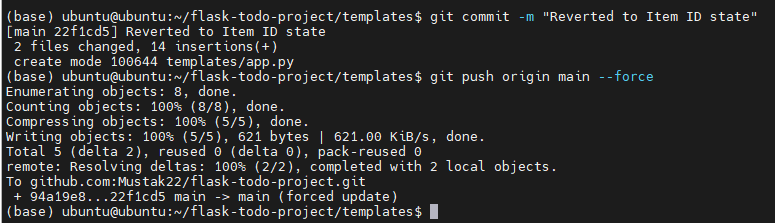 (base) ubuntu@ubuntu:~/flask-todo-project/templates$ git commit -m "Reverted to Item ID state"
[main 22f1cd5] Reverted to Item ID state
 2 files changed, 14 insertions(+)
 create mode 100644 templates/app.py
(base) ubuntu@ubuntu:~/flask-todo-project/templates$ git push origin main --force
Enumerating objects: 8, done.
Counting objects: 100% (8/8), done.
Compressing objects: 100% (5/5), done.
Writing objects: 100% (5/5), 621 bytes | 621.00 KiB/s, done.
Total 5 (delta 2), reused 0 (delta 0), pack-reused 0
remote: Resolving deltas: 100% (2/2), completed with 2 local objects.
To github.com:Mustak22/flask-todo-project.git
 + 94a19e8...22f1cd5 main -> main (forced update)
(base) ubuntu@ubuntu:~/flask-todo-project/templates$